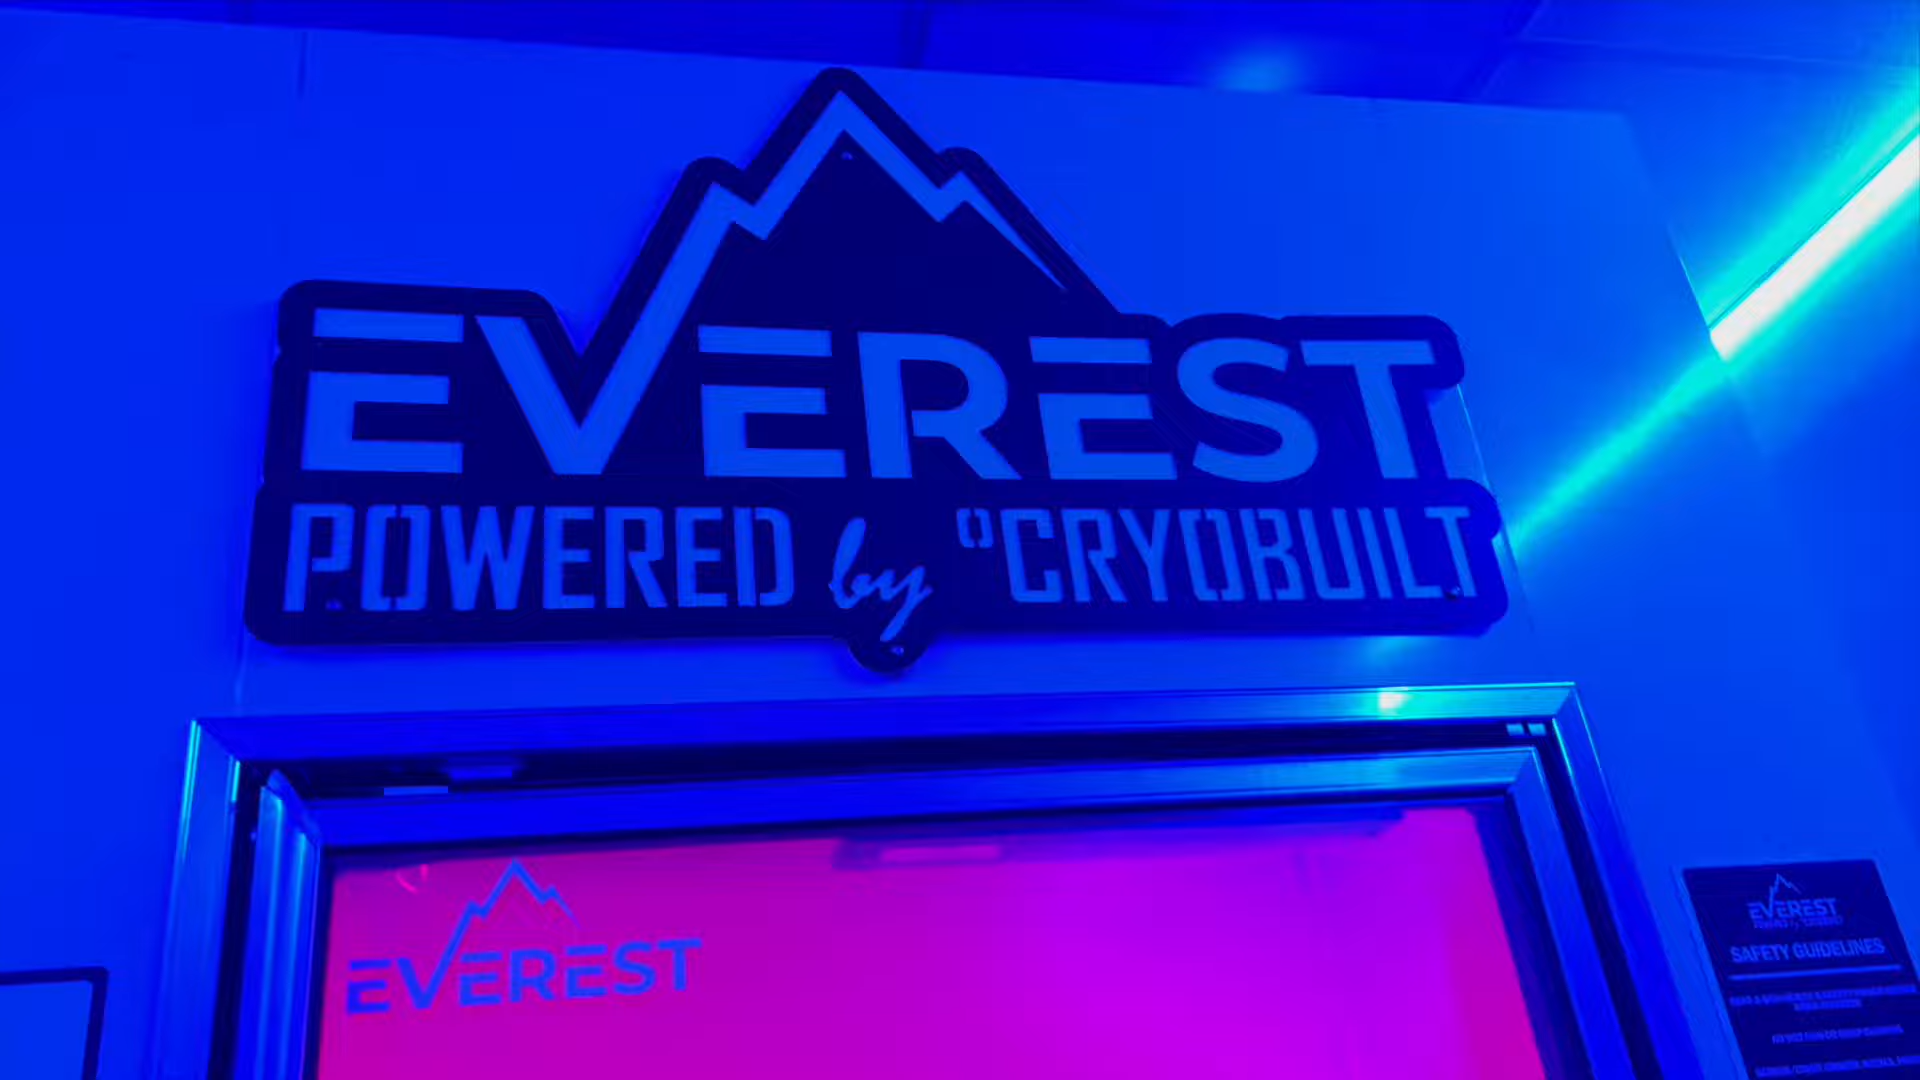 EVEREST
POWERED by °CRYOBUILT
EVEREST
EVEREST
SAFETY GUIDELINES